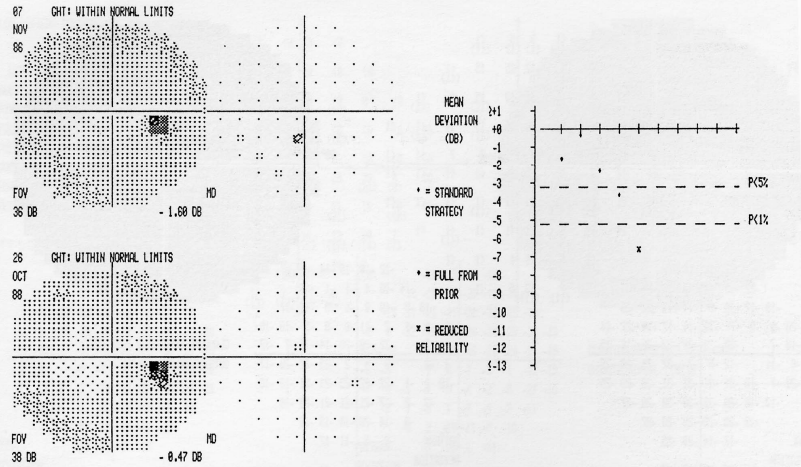 07 GHT: WITHIN NORMAL LIMITS
NOV
86
FOV MD
36 DB - 1.60 DB
26 GHT: WITHIN NORMAL LIMITS
OCT
88
FOV MD
38 DB - 0.47 DB
MEAN
DEVIATION
(DB)
≥+1
+0
-1
-2
-3
-4
-5
-6
-7
-8
-9
-10
-11
-12
≤-13
P<5%
P<1%
= STANDARD
STRATEGY
= FULL FROM
PRIOR
x = REDUCED
RELIABILITY